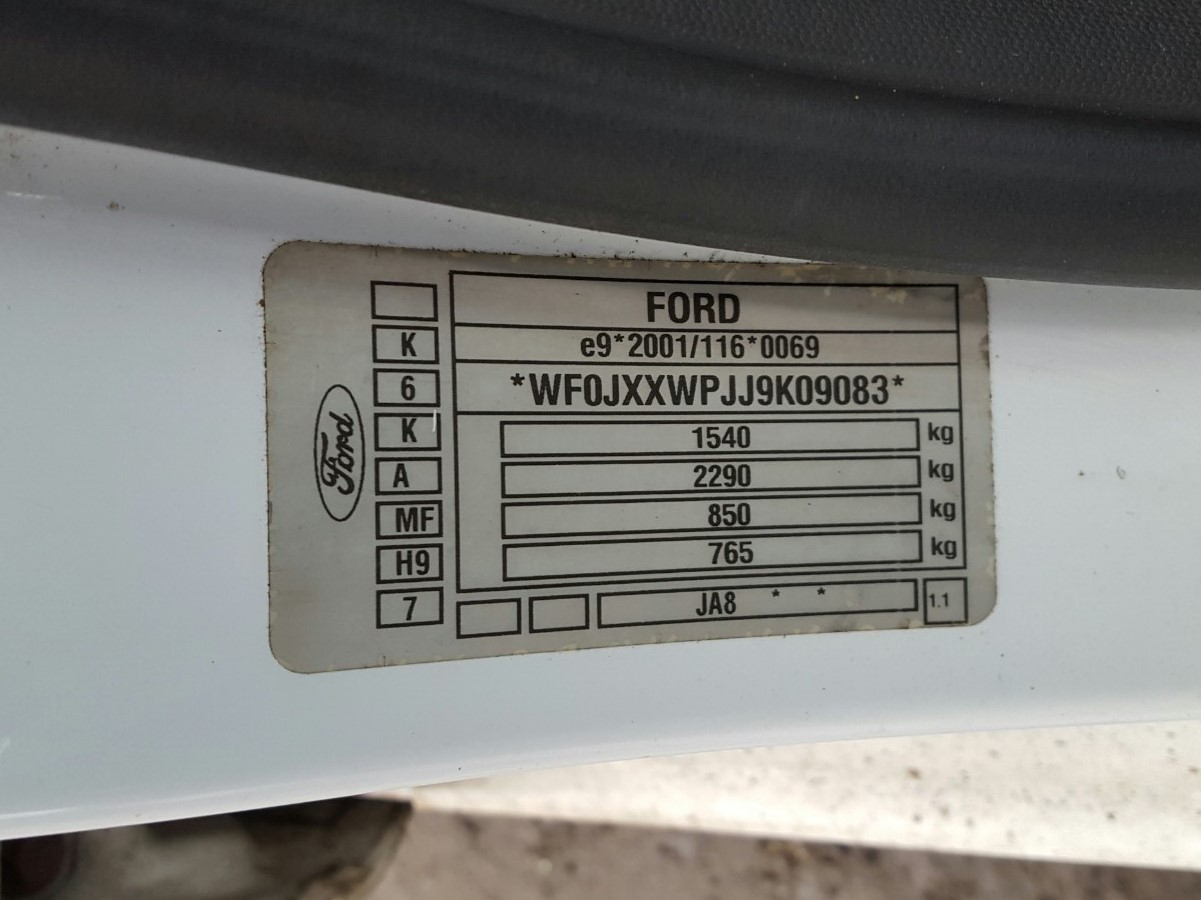 FORD
K
e9*2001/116*0069
6
*WF0JXXWPJJ9K09083*
K
1540 kg
A
2290 kg
MF
850 kg
H9
765 kg
7
JA8 * *
1.1
Ford